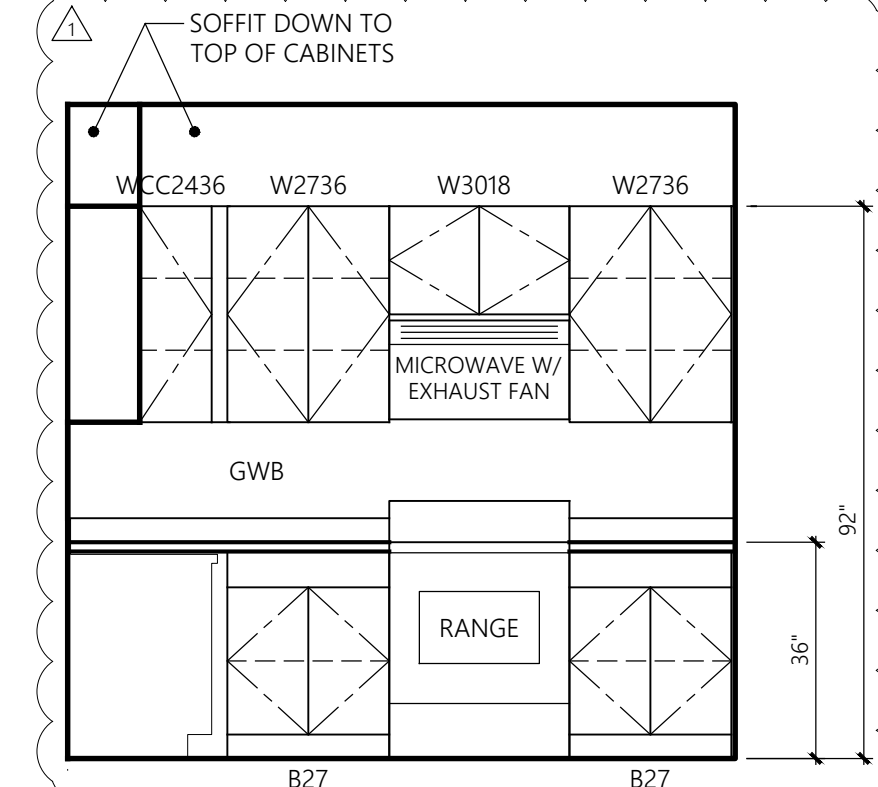 1
SOFFIT DOWN TO
TOP OF CABINETS
WCC2436 W2736 W3018 W2736
MICROWAVE W/
EXHAUST FAN
GWB
92"
RANGE
36"
B27 B27